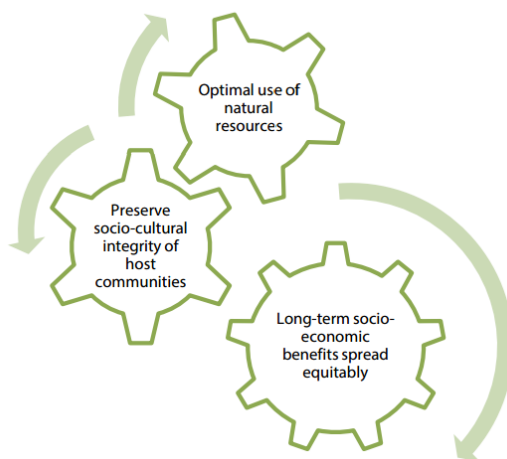 Optimal use of
natural
resources
Preserve
socio-cultural
integrity of
host
communities
Long-term socio-
economic
benefits spread
equitably